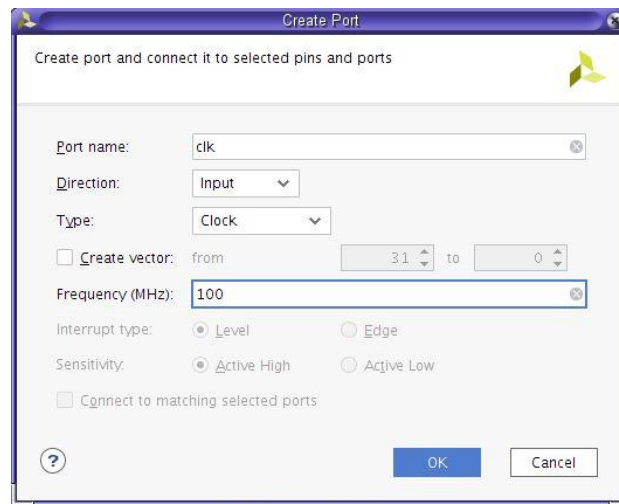 Create Port
Create port and connect it to selected pins and ports
Port name: clk
Direction: Input
Type: Clock
Create vector: from 31 to 0
Frequency (MHz): 100
Interrupt type: Level Edge
Sensitivity: Active High Active Low
Connect to matching selected ports
? OK Cancel